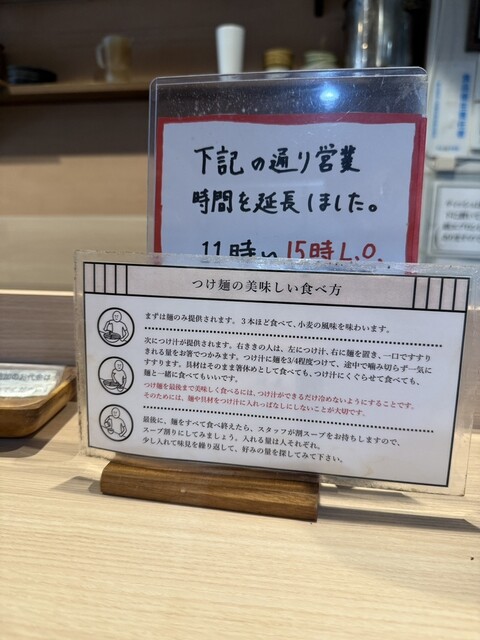 下記の通り営業
時間を延長しました。
11時〜15時L.O.
つけ麺の美味しい食べ方
まずは麺のみ提供されます。3本ほど食べて、小麦の風味を味わいます。
次につけ汁が提供されます。右ききの人は、左につけ汁、右に麺を置き、一口ですすり
きれる量をお箸でつかみます。つけ汁に麺を3/4程度つけて、途中で噛み切らず一気に
すすります。具材はそのまま箸休めとして食べても、つけ汁にくぐらせて食べても、
麺と一緒に食べてもいいです。
つけ麺を最後まで美味しく食べるには、つけ汁ができるだけ冷めないようにすることです。
そのためには、麺や具材をつけ汁に入れっぱなしにしないことが大切です。
最後に、麺をすべて食べ終えたら、スタッフが割スープをお持ちしますので、
スープ割りにしてみましょう。入れる量は人それぞれ。
少し入れて味見を繰り返して、好みの量を探してみて下さい。